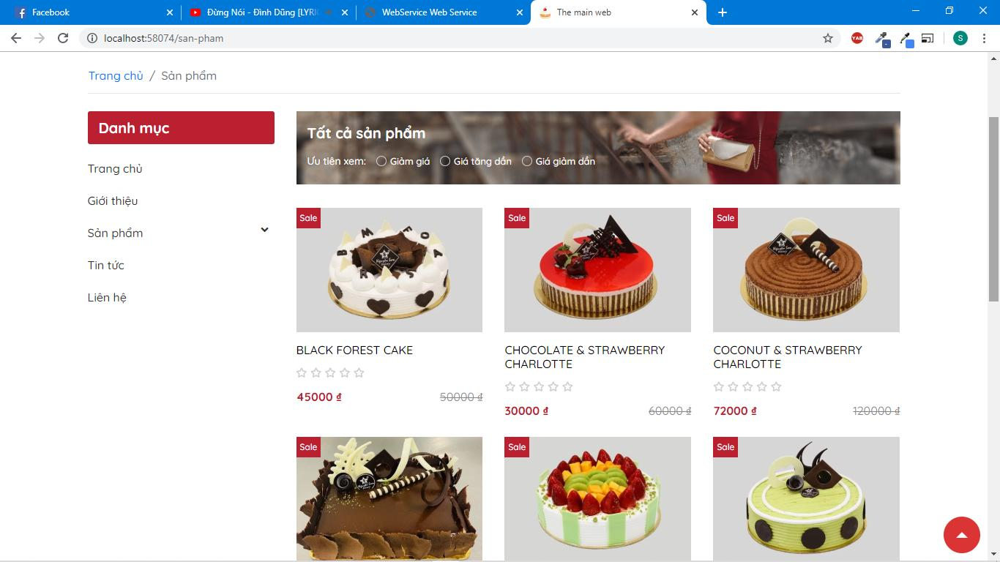 Facebook
Đừng Nói - Đình Dũng [LYRIC
WebService Web Service
The main web
localhost:58074/san-pham
YAB
S
Trang chủ / Sản phẩm
Danh mục
Trang chủ
Giới thiệu
Sản phẩm
Tin tức
Liên hệ
Tất cả sản phẩm
Ưu tiên xem: Giảm giá Giá tăng dần Giá giảm dần
Sale
Sale
Sale
BLACK FOREST CAKE
45000 ₫ 50000 ₫
CHOCOLATE & STRAWBERRY
CHARLOTTE
30000 ₫ 60000 ₫
COCONUT & STRAWBERRY
CHARLOTTE
72000 ₫ 120000 ₫
Sale
Sale
Sale